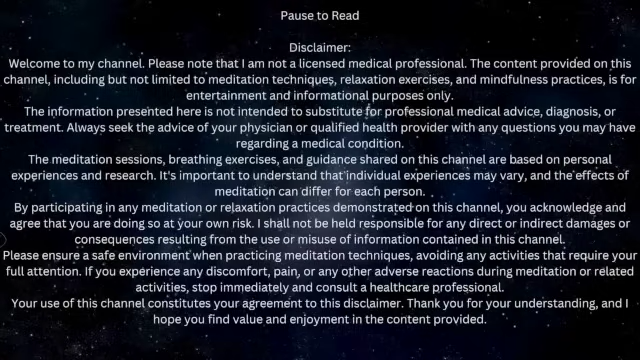 Pause to Read
Disclaimer:
Welcome to my channel. Please note that I am not a licensed medical professional. The content provided on this
channel, including but not limited to meditation techniques, relaxation exercises, and mindfulness practices, is for
entertainment and informational purposes only.
The information presented here is not intended to substitute for professional medical advice, diagnosis, or
treatment. Always seek the advice of your physician or qualified health provider with any questions you may have
regarding a medical condition.
The meditation sessions, breathing exercises, and guidance shared on this channel are based on personal
experiences and research. It's important to understand that individual experiences may vary, and the effects of
meditation can differ for each person.
By participating in any meditation or relaxation practices demonstrated on this channel, you acknowledge and
agree that you are doing so at your own risk. I shall not be held responsible for any direct or indirect damages or
consequences resulting from the use or misuse of information contained in this channel.
Please ensure a safe environment when practicing meditation techniques, avoiding any activities that require your
full attention. If you experience any discomfort, pain, or any other adverse reactions during meditation or related
activities, stop immediately and consult a healthcare professional.
Your use of this channel constitutes your agreement to this disclaimer. Thank you for your understanding, and I
hope you find value and enjoyment in the content provided.